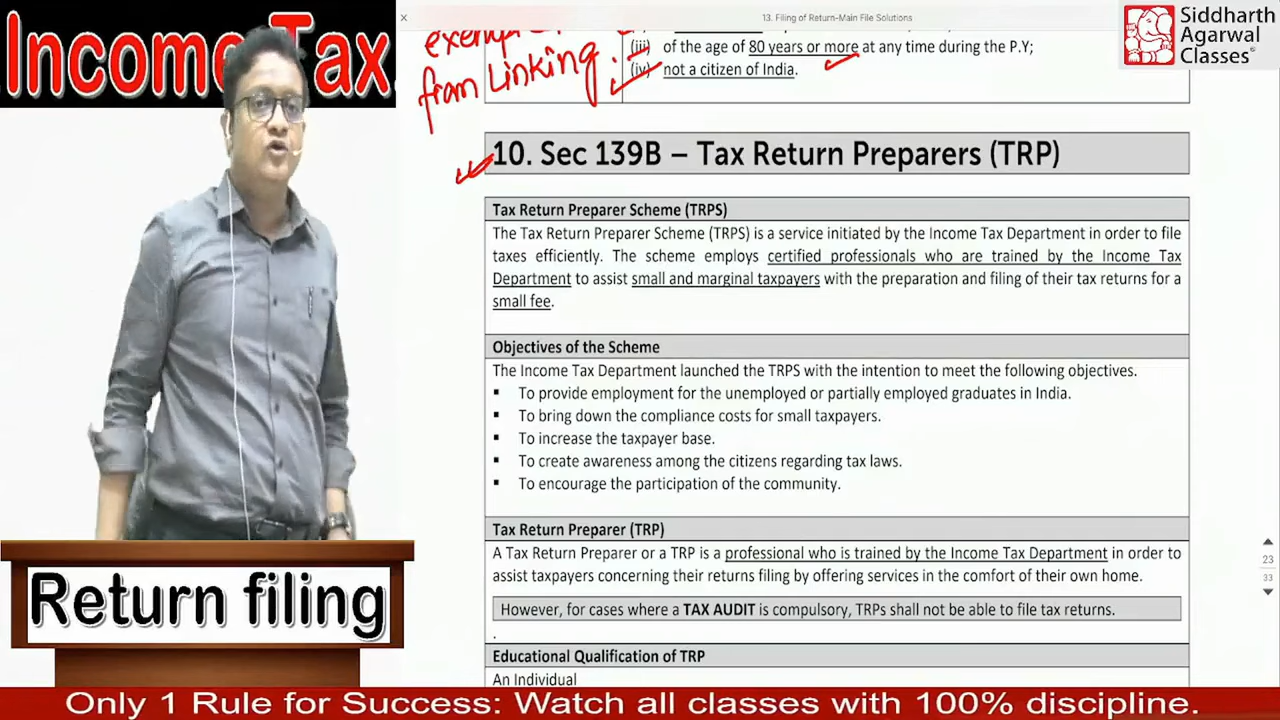 Income Tax.
13. Filing of Return-Main File Solutions
Siddharth
Agarwal
Classes®
from Linking.
(iii) of the age of 80 years or more at any time during the P.Y;
(iv) not a citizen of India.
10. Sec 139B – Tax Return Preparers (TRP)
Tax Return Preparer Scheme (TRPS)
The Tax Return Preparer Scheme (TRPS) is a service initiated by the Income Tax Department in order to file
taxes efficiently. The scheme employs certified professionals who are trained by the Income Tax
Department to assist small and marginal taxpayers with the preparation and filing of their tax returns for a
small fee.
Objectives of the Scheme
The Income Tax Department launched the TRPS with the intention to meet the following objectives.
▪ To provide employment for the unemployed or partially employed graduates in India.
▪ To bring down the compliance costs for small taxpayers.
▪ To increase the taxpayer base.
▪ To create awareness among the citizens regarding tax laws.
▪ To encourage the participation of the community.
Tax Return Preparer (TRP)
A Tax Return Preparer or a TRP is a professional who is trained by the Income Tax Department in order to
assist taxpayers concerning their returns filing by offering services in the comfort of their own home.
However, for cases where a TAX AUDIT is compulsory, TRPs shall not be able to file tax returns.
.
Educational Qualification of TRP
An Individual
23
33
Return filing
Only 1 Rule for Success: Watch all classes with 100% discipline.